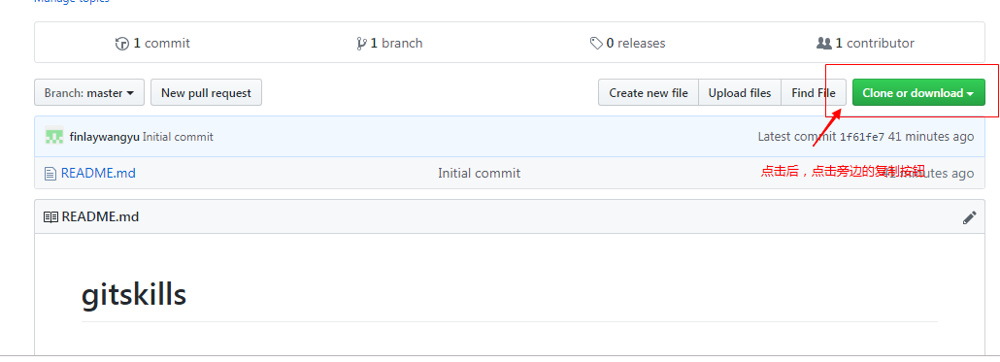 Manage topics
1 commit
1 branch
0 releases
1 contributor
Branch: master
New pull request
Create new file
Upload files
Find File
Clone or download
finlaywangyu Initial commit
Latest commit 1f61fe7 41 minutes ago
README.md
Initial commit
点击后，点击旁边的复制按钮
minutes ago
README.md
gitskills